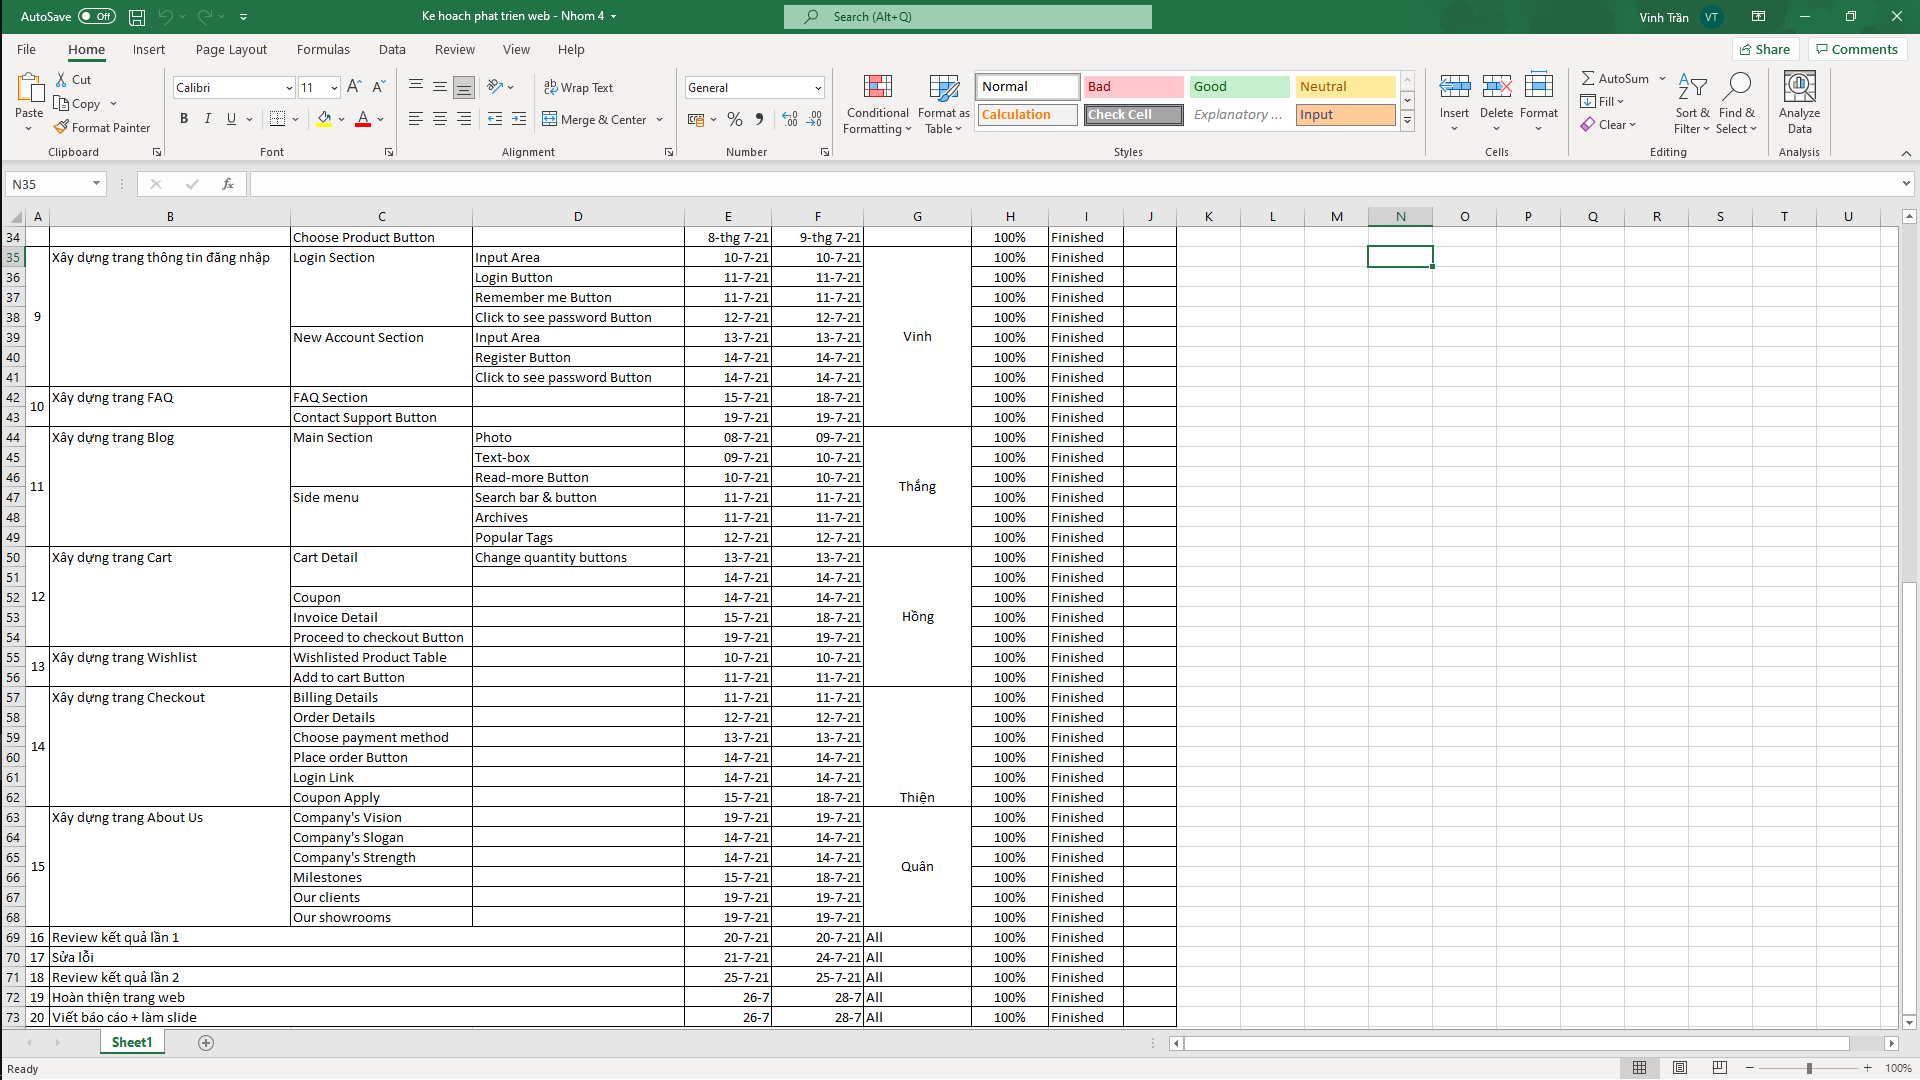 AutoSave Off Ke hoach phat trien web - Nhom 4 Search (Alt+Q) Vinh Trần VT
File Home Insert Page Layout Formulas Data Review View Help Share Comments
Paste Cut Copy Format Painter Clipboard
Calibri 11 B I U Font
Wrap Text Merge & Center Alignment
General % Number
Conditional Formatting Format as Table Normal Bad Good Neutral Calculation Check Cell Explanatory ... Input Styles
Insert Delete Format Cells
AutoSum Fill Clear Sort & Filter Find & Select Editing
Analyze Data Analysis
N35 fx
A B C D E F G H I J K L M N O P Q R S T U
34 Choose Product Button 8-thg 7-21 9-thg 7-21 100% Finished
35 9 Xây dựng trang thông tin đăng nhập Login Section Input Area 10-7-21 10-7-21 Vinh 100% Finished
36 Login Button 11-7-21 11-7-21 100% Finished
37 Remember me Button 11-7-21 11-7-21 100% Finished
38 Click to see password Button 12-7-21 12-7-21 100% Finished
39 New Account Section Input Area 13-7-21 13-7-21 100% Finished
40 Register Button 14-7-21 14-7-21 100% Finished
41 Click to see password Button 14-7-21 14-7-21 100% Finished
42 10 Xây dựng trang FAQ FAQ Section 15-7-21 18-7-21 100% Finished
43 Contact Support Button 19-7-21 19-7-21 100% Finished
44 11 Xây dựng trang Blog Main Section Photo 08-7-21 09-7-21 Thắng 100% Finished
45 Text-box 09-7-21 10-7-21 100% Finished
46 Read-more Button 10-7-21 10-7-21 100% Finished
47 Side menu Search bar & button 11-7-21 11-7-21 100% Finished
48 Archives 11-7-21 11-7-21 100% Finished
49 Popular Tags 12-7-21 12-7-21 100% Finished
50 12 Xây dựng trang Cart Cart Detail Change quantity buttons 13-7-21 13-7-21 Hồng 100% Finished
51 14-7-21 14-7-21 100% Finished
52 Coupon 14-7-21 14-7-21 100% Finished
53 Invoice Detail 15-7-21 18-7-21 100% Finished
54 Proceed to checkout Button 19-7-21 19-7-21 100% Finished
55 13 Xây dựng trang Wishlist Wishlisted Product Table 10-7-21 10-7-21 100% Finished
56 Add to cart Button 11-7-21 11-7-21 100% Finished
57 14 Xây dựng trang Checkout Billing Details 11-7-21 11-7-21 100% Finished
58 Order Details 12-7-21 12-7-21 100% Finished
59 Choose payment method 13-7-21 13-7-21 100% Finished
60 Place order Button 14-7-21 14-7-21 100% Finished
61 Login Link 14-7-21 14-7-21 100% Finished
62 Coupon Apply 15-7-21 18-7-21 Thiện 100% Finished
63 15 Xây dựng trang About Us Company's Vision 19-7-21 19-7-21 Quân 100% Finished
64 Company's Slogan 14-7-21 14-7-21 100% Finished
65 Company's Strength 14-7-21 14-7-21 100% Finished
66 Milestones 15-7-21 18-7-21 100% Finished
67 Our clients 19-7-21 19-7-21 100% Finished
68 Our showrooms 19-7-21 19-7-21 100% Finished
69 16 Review kết quả lần 1 20-7-21 20-7-21 All 100% Finished
70 17 Sửa lỗi 21-7-21 24-7-21 All 100% Finished
71 18 Review kết quả lần 2 25-7-21 25-7-21 All 100% Finished
72 19 Hoàn thiện trang web 26-7 28-7 All 100% Finished
73 20 Viết báo cáo + làm slide 26-7 28-7 All 100% Finished
Sheet1
Ready 100%